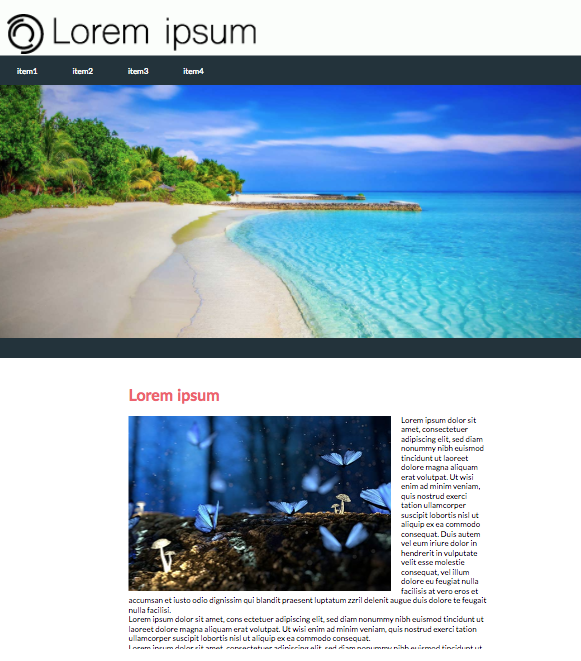 Lorem ipsum
item1 item2 item3 item4
Lorem ipsum
Lorem ipsum dolor sit
amet, consectetuer
adipiscing elit, sed diam
nonummy nibh euismod
tincidunt ut laoreet
dolore magna aliquam
erat volutpat. Ut wisi
enim ad minim veniam,
quis nostrud exerci
tation ullamcorper
suscipit lobortis nisl ut
aliquip ex ea commodo
consequat. Duis autem
vel eum iriure dolor in
hendrerit in vulputate
velit esse molestie
consequat, vel illum
dolore eu feugiat nulla
facilisis at vero eros et
accumsan et iusto odio dignissim qui blandit praesent luptatum zzril delenit augue duis dolore te feugait
nulla facilisi.
Lorem ipsum dolor sit amet, cons ectetuer adipiscing elit, sed diam nonummy nibh euismod tincidunt ut
laoreet dolore magna aliquam erat volutpat. Ut wisi enim ad minim veniam, quis nostrud exerci tation
ullamcorper suscipit lobortis nisl ut aliquip ex ea commodo consequat.
Lorem ipsum dolor sit amet, cons ectetuer adipiscing elit, sed diam nonummy nibh euismod tincidunt ut